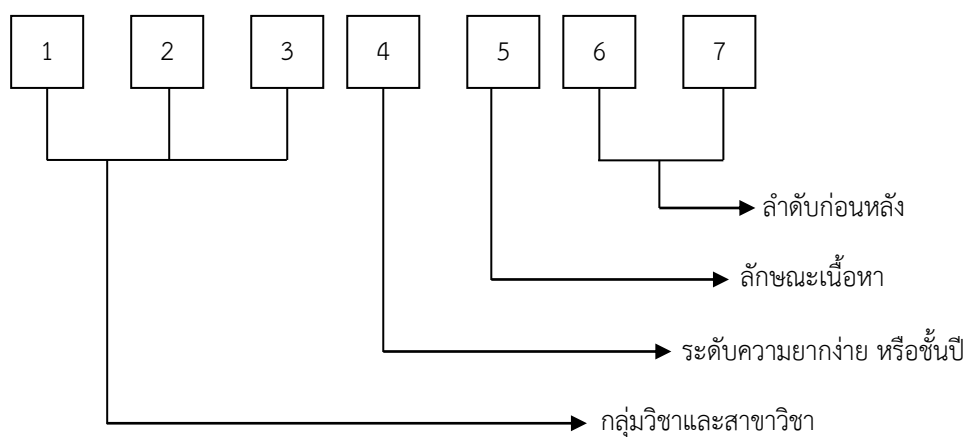 1 2 3 4 5 6 7
ลำดับก่อนหลัง
ลักษณะเนื้อหา
ระดับความยากง่าย หรือชั้นปี
กลุ่มวิชาและสาขาวิชา